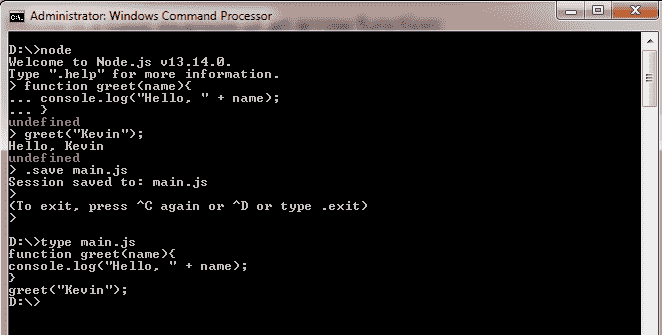 Administrator: Windows Command Processor
D:\>node
Welcome to Node.js v13.14.0.
Type ".help" for more information.
> function greet(name){
... console.log("Hello, " + name);
... }
undefined
> greet("Kevin");
Hello, Kevin
undefined
> .save main.js
Session saved to: main.js
>
(To exit, press ^C again or ^D or type .exit)
>
D:\>type main.js
function greet(name){
console.log("Hello, " + name);
}
greet("Kevin");
D:\>